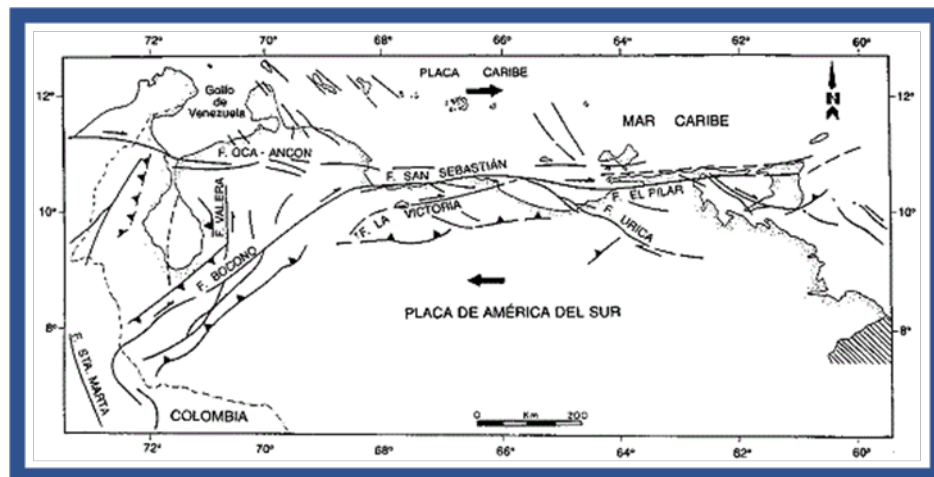 72° 70° 68° 66° 64° 62° 60°
PLACA CARIBE
12°
Golfo
de
Venezuela
12°
N
MAR CARIBE
F. OCA - ANCON
F. SAN SEBASTIÁN
F. EL PILAR
10°
F. VALERA
F. LA VICTORIA
F. URICA
10°
F. BOCONO
PLACA DE AMÉRICA DEL SUR
8°
8°
F. STA. MARTA
COLOMBIA
0 Km 200
72° 70° 68° 66° 64° 62° 60°